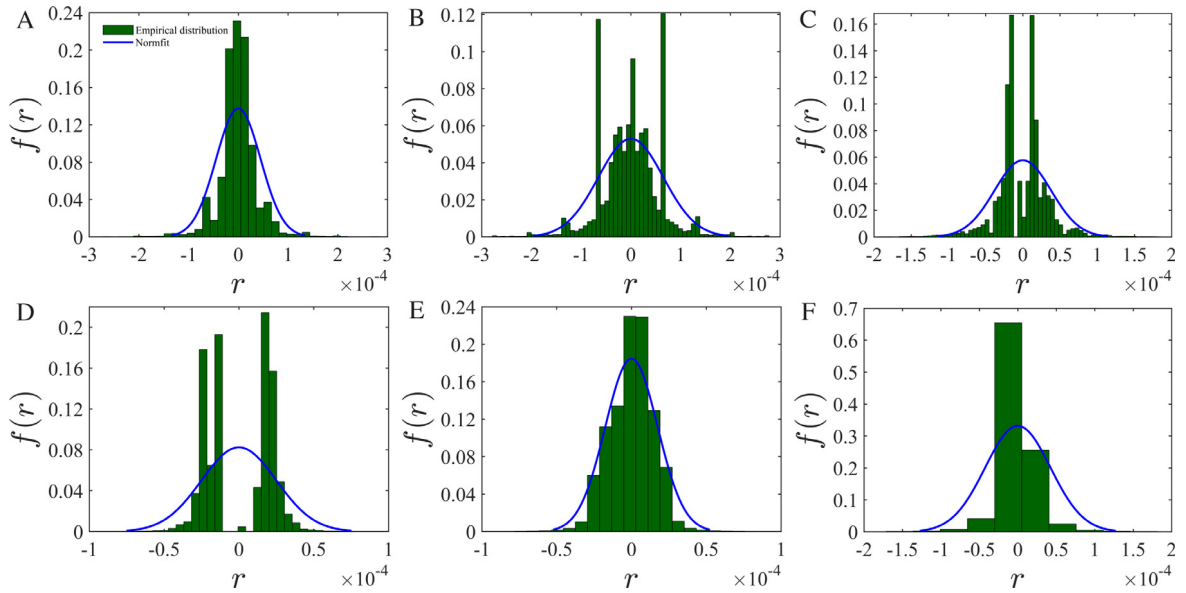 A
0.24
0.2
0.16
0.12
0.08
0.04
0
f(r)
Empirical distribution
Normfit
-3 -2 -1 0 1 2 3
r ×10-4
B
0.12
0.1
0.08
0.06
0.04
0.02
0
f(r)
-3 -2 -1 0 1 2 3 4
r ×10-4
C
0.16
0.14
0.12
0.1
0.08
0.06
0.04
0.02
0
f(r)
-2 -1.5 -1 -0.5 0 0.5 1 1.5 2
r ×10-4
D
0.2
0.16
0.12
0.08
0.04
0
f(r)
-1 -0.5 0 0.5 1
r ×10-4
E
0.24
0.2
0.16
0.12
0.08
0.04
0
f(r)
-1 -0.5 0 0.5 1
r ×10-4
F
0.7
0.6
0.5
0.4
0.3
0.2
0.1
0
f(r)
-2 -1.5 -1 -0.5 0 0.5 1 1.5 2
r ×10-4